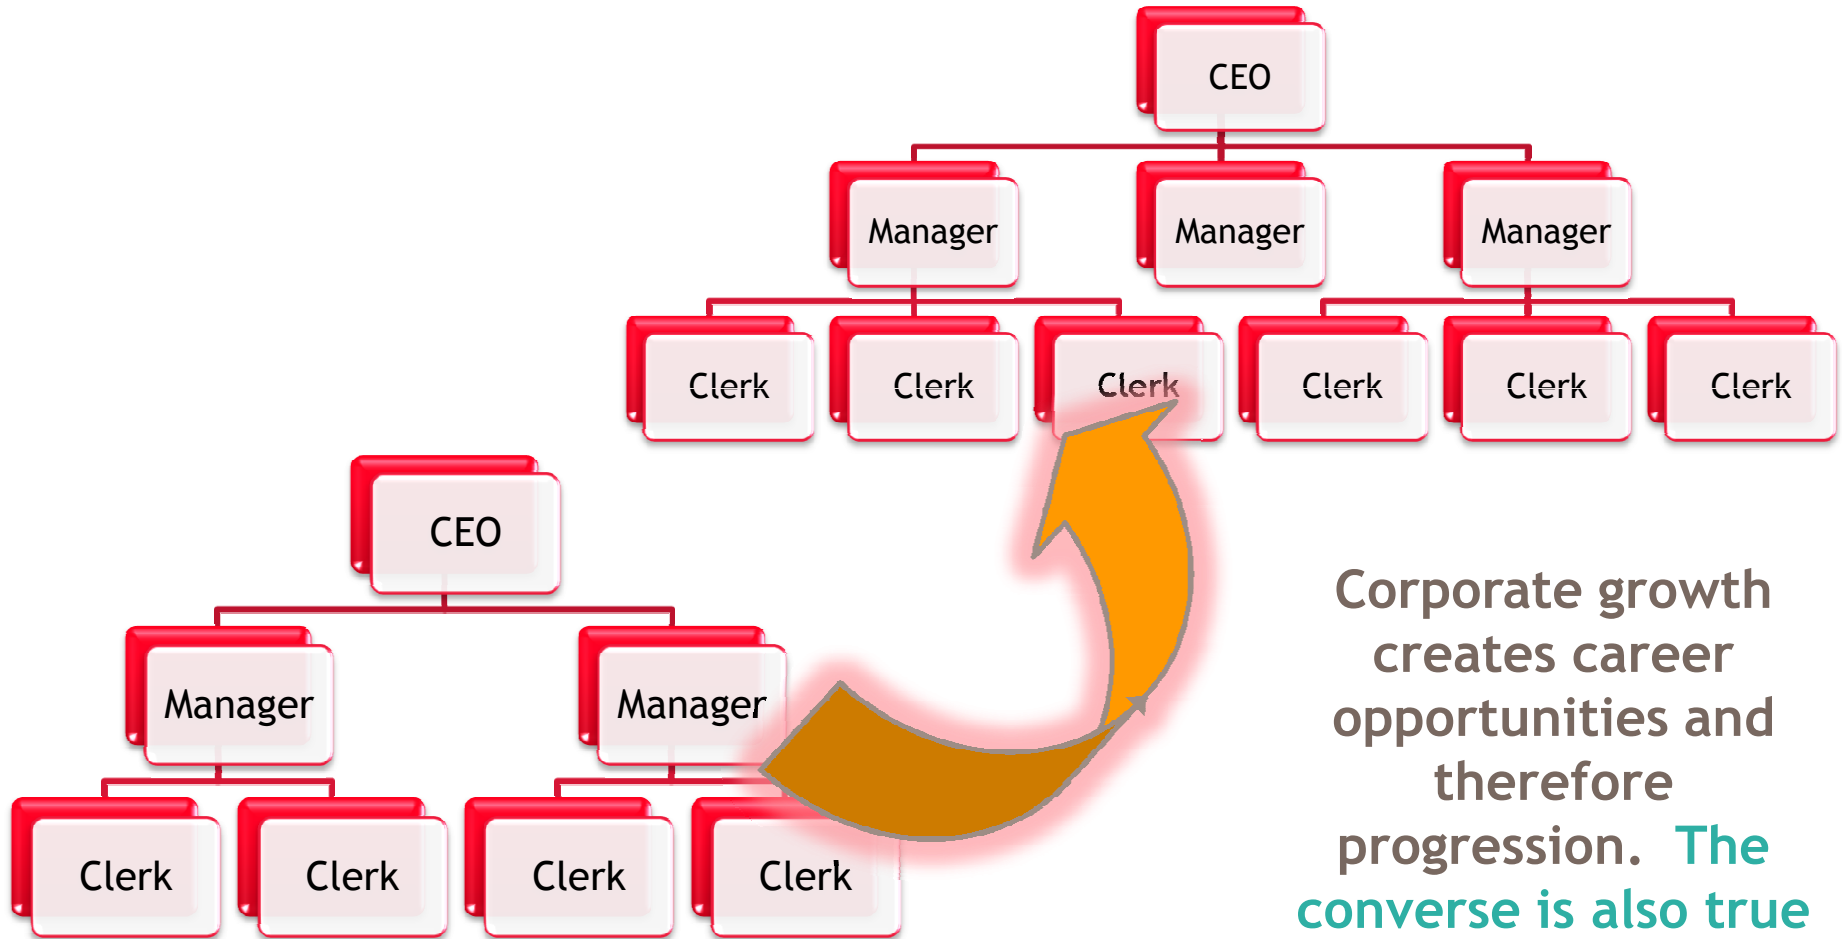 CEO
Manager
Manager
Manager
Clerk
Clerk
Clerk
Clerk
Clerk
Clerk
CEO
Manager
Manager
Clerk
Clerk
Clerk
Clerk
Corporate growth
creates career
opportunities and
therefore
progression. The
converse is also true